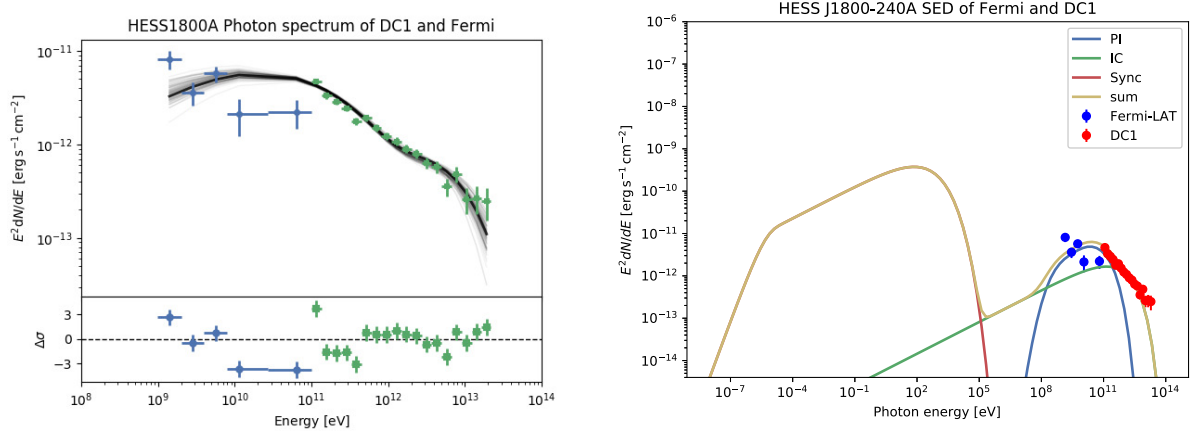 HESS1800A Photon spectrum of DC1 and Fermi
E²dN/dE [erg s⁻¹ cm⁻²]
10⁻¹¹
10⁻¹²
10⁻¹³
Δσ
3
0
−3
10⁸ 10⁹ 10¹⁰ 10¹¹ 10¹² 10¹³ 10¹⁴
Energy [eV]
HESS J1800-240A SED of Fermi and DC1
E²dN/dE [erg s⁻¹ cm⁻²]
10⁻⁶
10⁻⁷
10⁻⁸
10⁻⁹
10⁻¹⁰
10⁻¹¹
10⁻¹²
10⁻¹³
10⁻¹⁴
PI
IC
Sync
sum
Fermi-LAT
DC1
10⁻⁷ 10⁻⁴ 10⁻¹ 10² 10⁵ 10⁸ 10¹¹ 10¹⁴
Photon energy [eV]